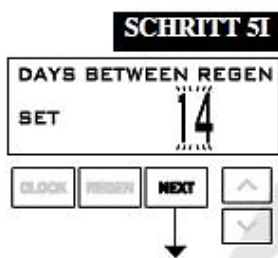 SCHRITT 5I
DAYS BETWEEN REGEN
SET 14
CLOCK REGEN NEXT